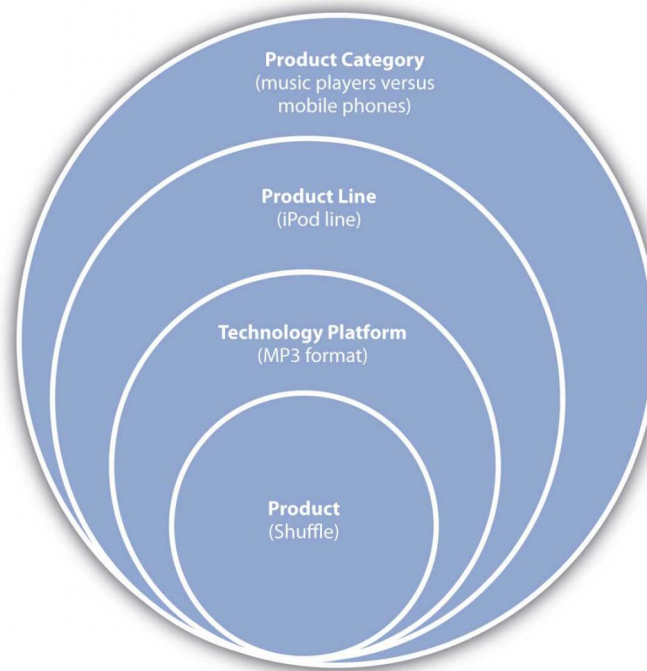 Product Category
(music players versus
mobile phones)
Product Line
(iPod line)
Technology Platform
(MP3 format)
Product
(Shuffle)